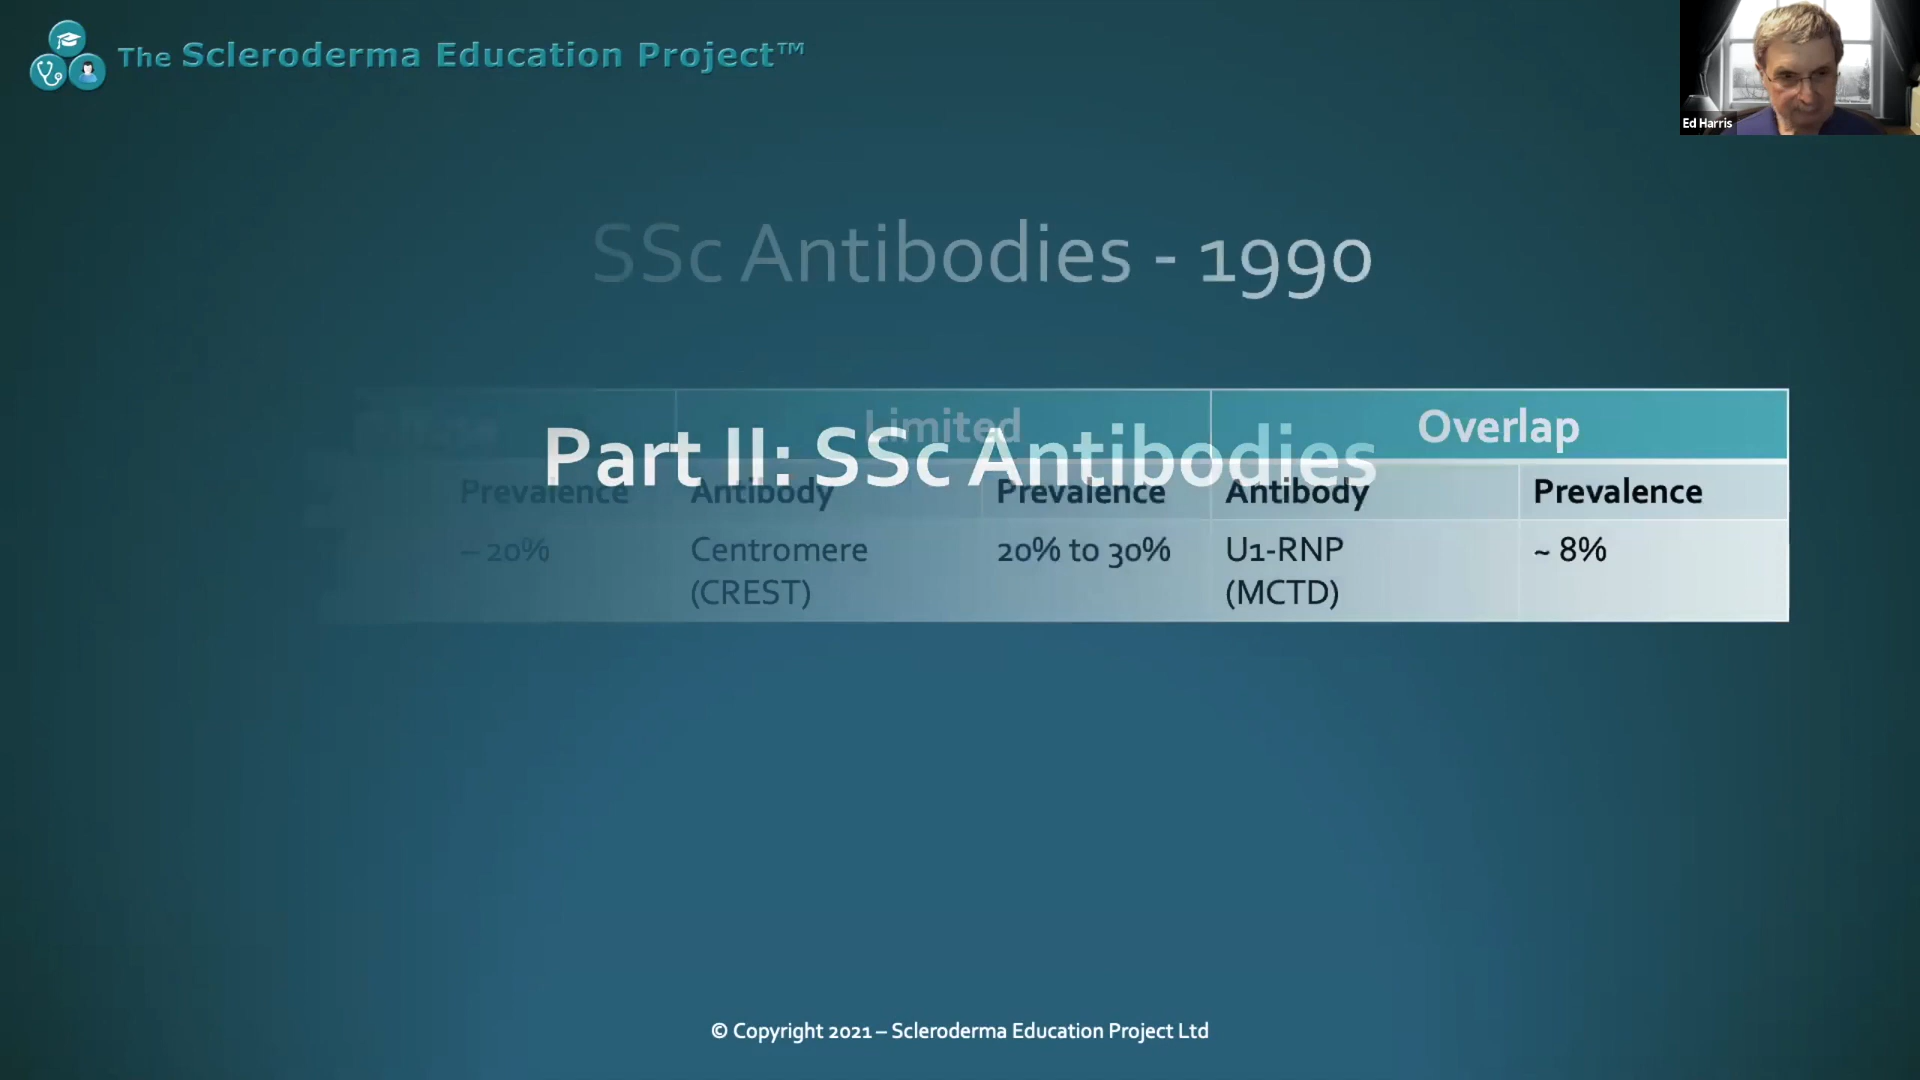 The Scleroderma Education Project™
Ed Harris
SSc Antibodies - 1990
Limited Overlap
Part II: SSc Antibodies
Prevalence Antibody Prevalence Antibody Prevalence
– 20% Centromere 20% to 30% U1-RNP ~ 8%
(CREST) (MCTD)
© Copyright 2021 – Scleroderma Education Project Ltd